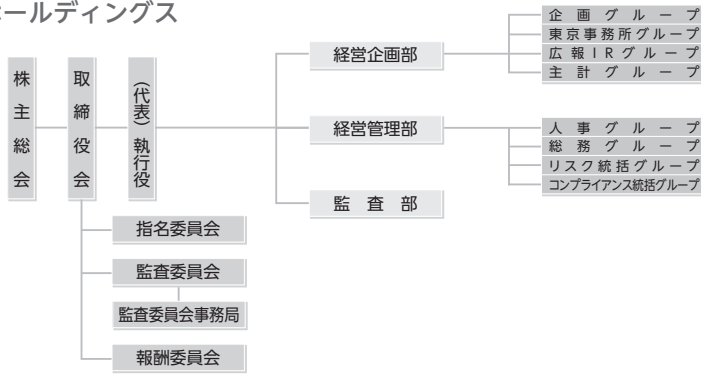 ホールディングス
株主総会
取締役会
（代表）執行役
経営企画部
経営管理部
監査部
企画グループ
東京事務所グループ
広報IRグループ
主計グループ
人事グループ
総務グループ
リスク統括グループ
コンプライアンス統括グループ
指名委員会
監査委員会
監査委員会事務局
報酬委員会